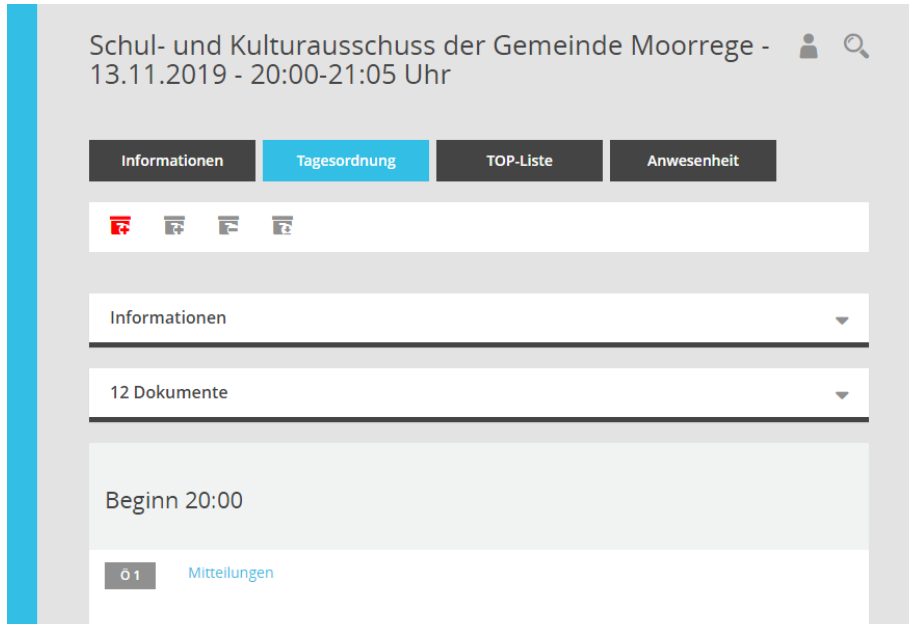 Schul- und Kulturausschuss der Gemeinde Moorrege -
13.11.2019 - 20:00-21:05 Uhr
Informationen
Tagesordnung
TOP-Liste
Anwesenheit
Informationen
12 Dokumente
Beginn 20:00
Ö 1
Mitteilungen